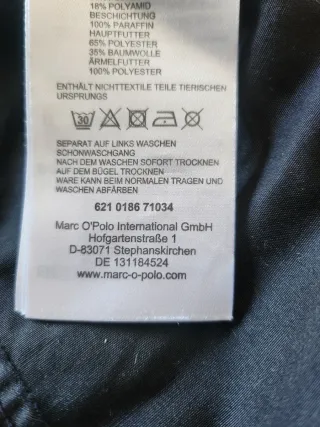 18% POLYAMID
BESCHICHTUNG
100% PARAFFIN
HAUPTFUTTER
65% POLYESTER
35% BAUMWOLLE
ÄRMELFUTTER
100% POLYESTER
ENTHÄLT NICHTTEXTILE TEILE TIERISCHEN
URSPRUNGS
30
SEPARAT AUF LINKS WASCHEN
SCHONWASCHGANG
NACH DEM WASCHEN SOFORT TROCKNEN
AUF DEM BÜGEL TROCKNEN
WARE KANN BEIM NORMALEN TRAGEN UND
WASCHEN ABFÄRBEN
621 0186 71034
Marc O'Polo International GmbH
Hofgartenstraße 1
D-83071 Stephanskirchen
DE 131184524
www.marc-o-polo.com